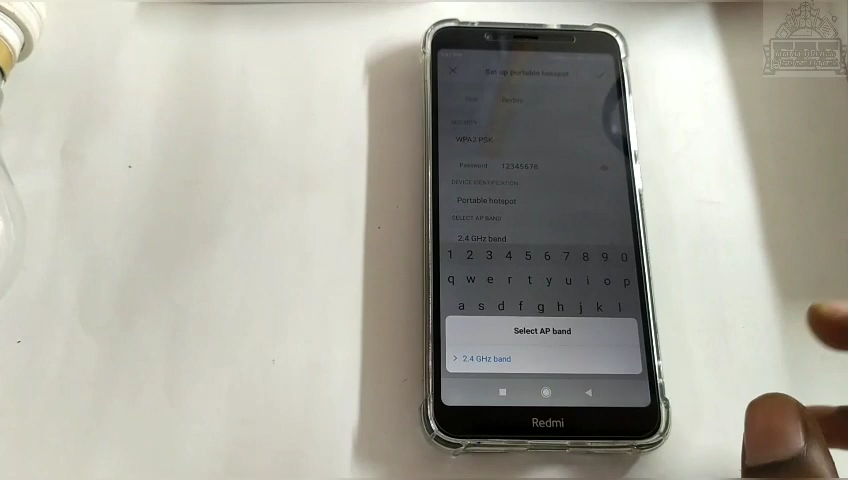 Set up portable hotspot
Redmi
SECURITY
WPA2 PSK
Password 12345678
DEVICE IDENTIFICATION
Portable hotspot
SELECT AP BAND
2.4 GHz band
1 2 3 4 5 6 7 8 9 0
q w e r t y u i o p
a s d f g h j k l
Select AP band
2.4 GHz band
Redmi